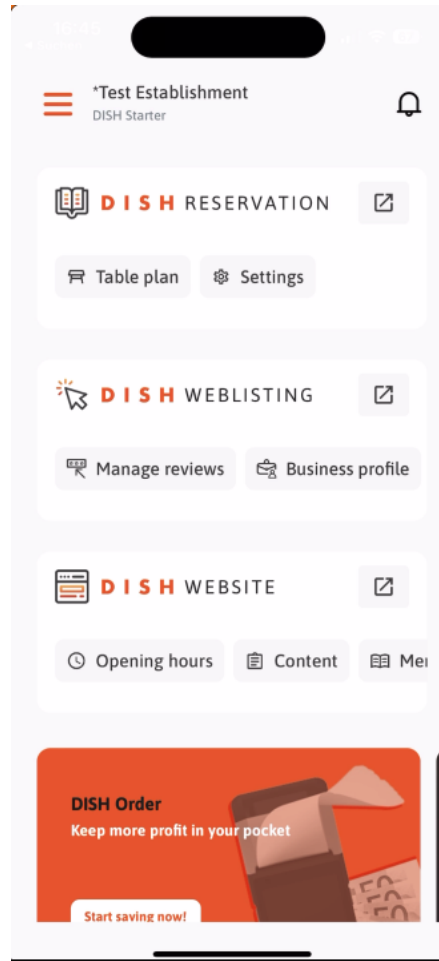 *Test Establishment
DISH Starter
DISH RESERVATION
Table plan Settings
DISH WEBLISTING
Manage reviews Business profile
DISH WEBSITE
Opening hours Content
DISH Order
Keep more profit in your pocket
Start saving now!